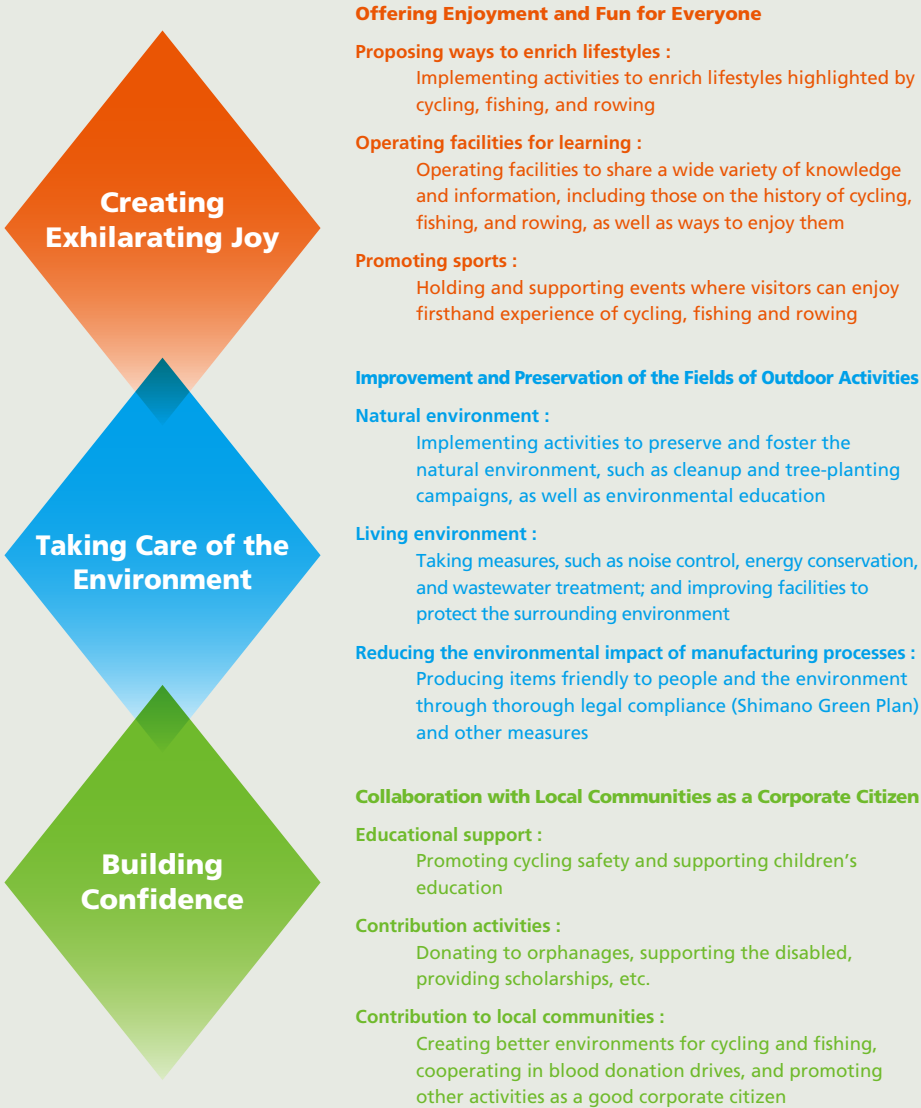 Creating
Exhilarating Joy
Offering Enjoyment and Fun for Everyone
Proposing ways to enrich lifestyles :
Implementing activities to enrich lifestyles highlighted by
cycling, fishing, and rowing
Operating facilities for learning :
Operating facilities to share a wide variety of knowledge
and information, including those on the history of cycling,
fishing, and rowing, as well as ways to enjoy them
Promoting sports :
Holding and supporting events where visitors can enjoy
firsthand experience of cycling, fishing and rowing
Taking Care of the
Environment
Improvement and Preservation of the Fields of Outdoor Activities
Natural environment :
Implementing activities to preserve and foster the
natural environment, such as cleanup and tree-planting
campaigns, as well as environmental education
Living environment :
Taking measures, such as noise control, energy conservation,
and wastewater treatment; and improving facilities to
protect the surrounding environment
Reducing the environmental impact of manufacturing processes :
Producing items friendly to people and the environment
through thorough legal compliance (Shimano Green Plan)
and other measures
Building
Confidence
Collaboration with Local Communities as a Corporate Citizen
Educational support :
Promoting cycling safety and supporting children's
education
Contribution activities :
Donating to orphanages, supporting the disabled,
providing scholarships, etc.
Contribution to local communities :
Creating better environments for cycling and fishing,
cooperating in blood donation drives, and promoting
other activities as a good corporate citizen